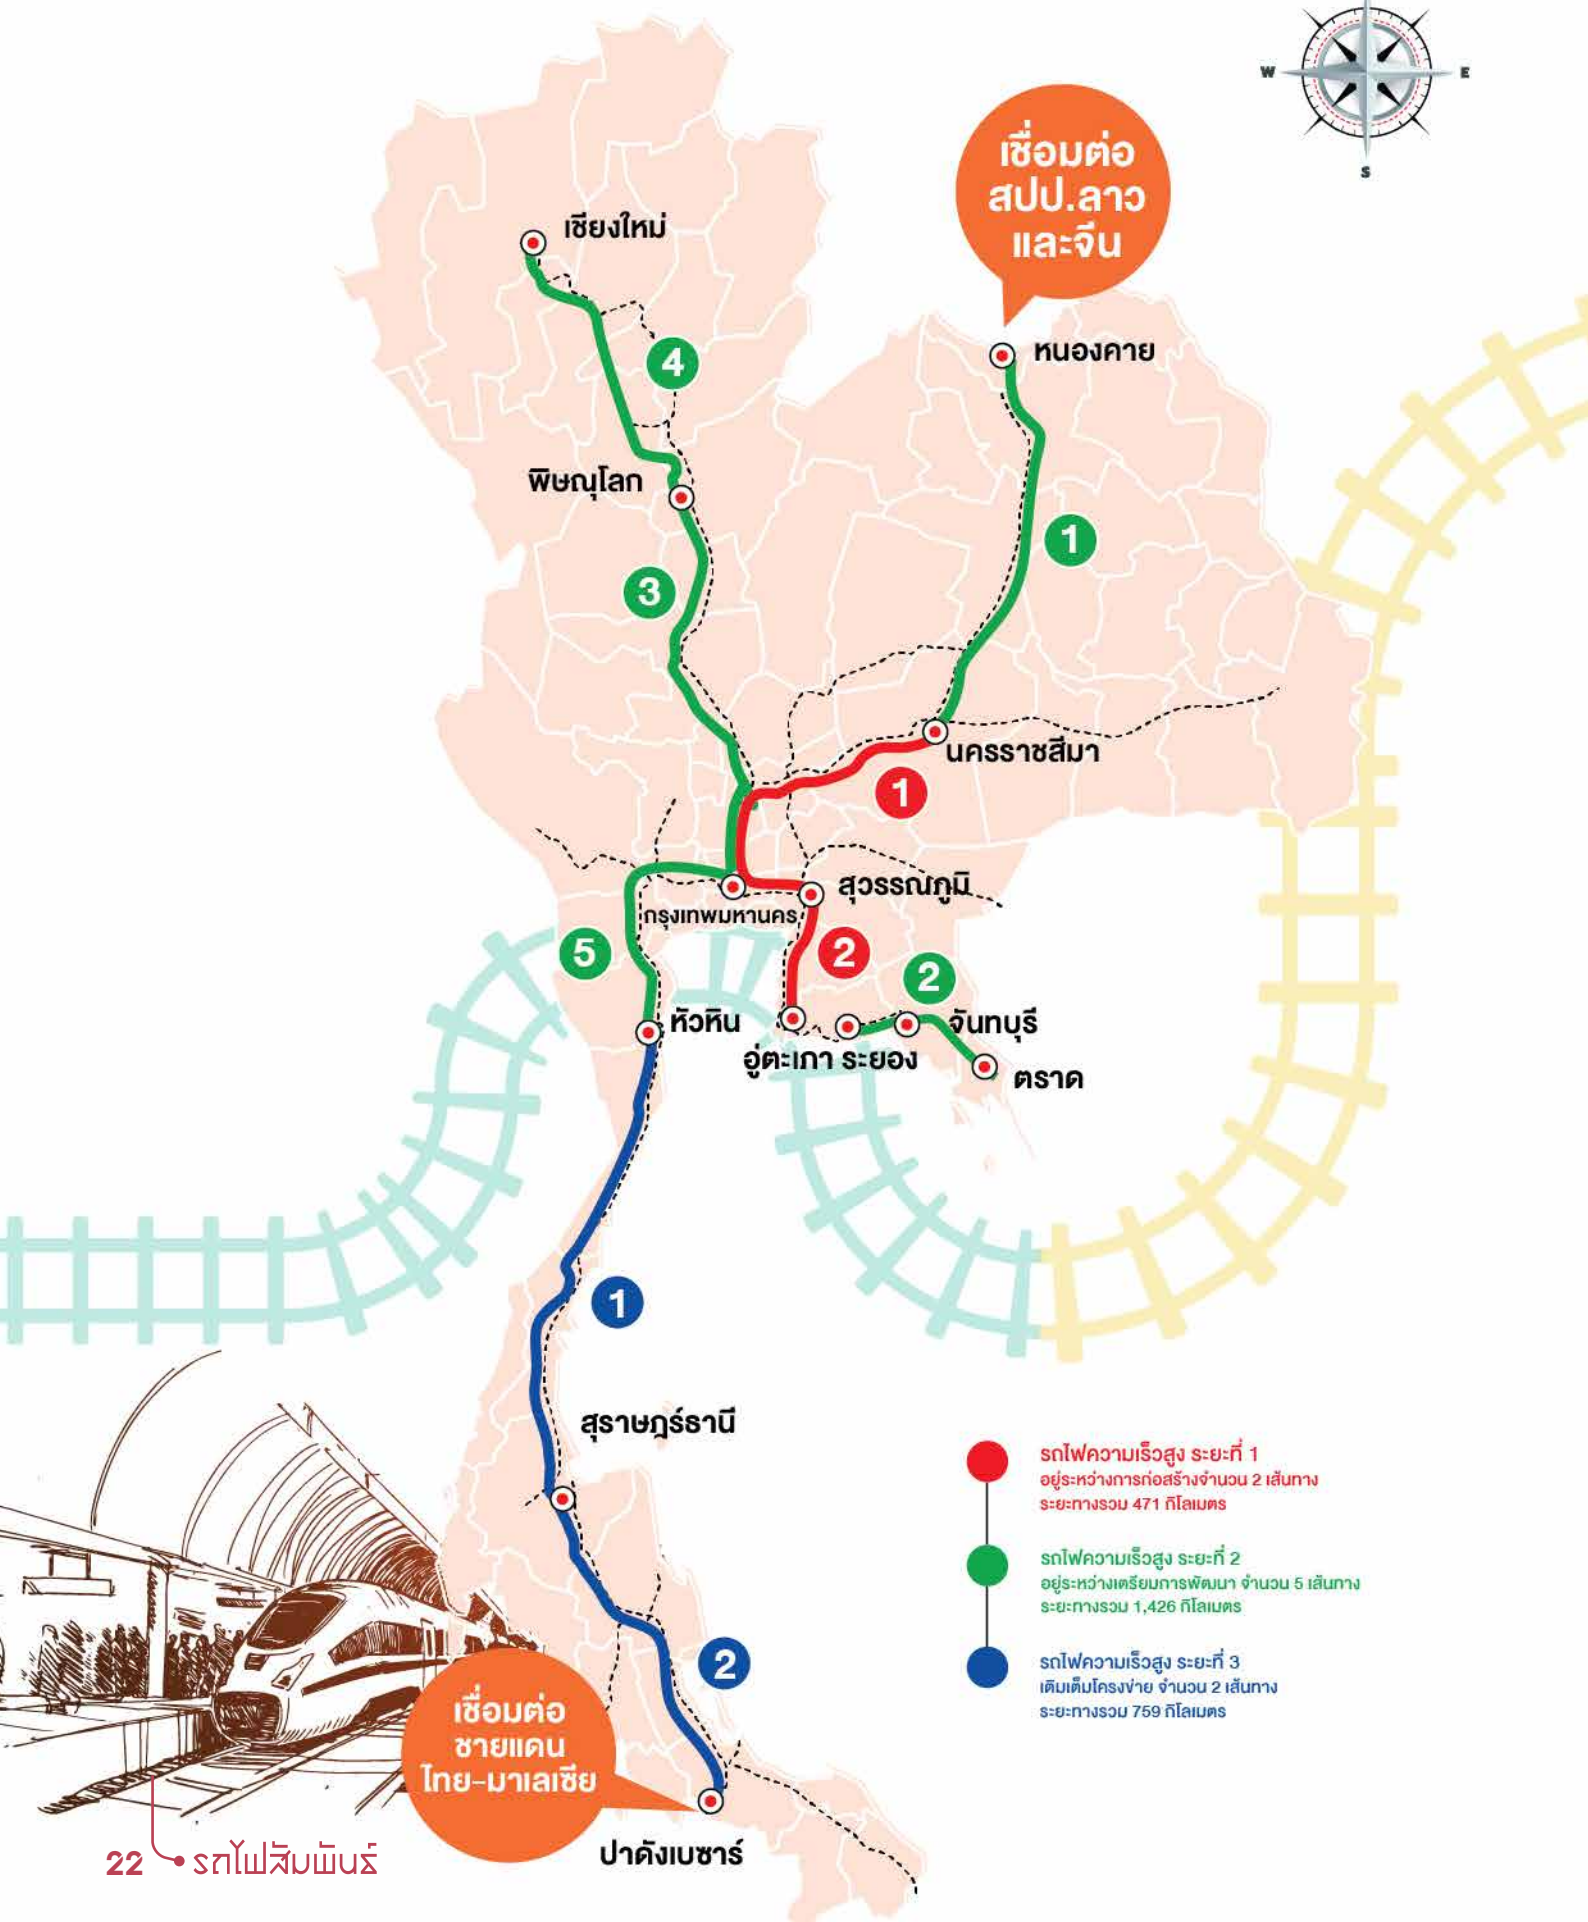 W
E
S
เชื่อมต่อ
สปป.ลาว
และจีน
เชียงใหม่
หนองคาย
4
พิษณุโลก
1
3
นครราชสีมา
1
สุวรรณภูมิ
กรุงเทพมหานคร
5
2
2
หัวหิน
จันทบุรี
อู่ตะเภา ระยอง
ตราด
1
สุราษฎร์ธานี
รถไฟความเร็วสูง ระยะที่ 1
อยู่ระหว่างการก่อสร้างจำนวน 2 เส้นทาง
ระยะทางรวม 471 กิโลเมตร
รถไฟความเร็วสูง ระยะที่ 2
อยู่ระหว่างเตรียมการพัฒนา จำนวน 5 เส้นทาง
ระยะทางรวม 1,426 กิโลเมตร
รถไฟความเร็วสูง ระยะที่ 3
เติมเต็มโครงข่าย จำนวน 2 เส้นทาง
ระยะทางรวม 759 กิโลเมตร
2
เชื่อมต่อ
ชายแดน
ไทย-มาเลเซีย
ปาดังเบซาร์
22 รถไฟสัมพันธ์